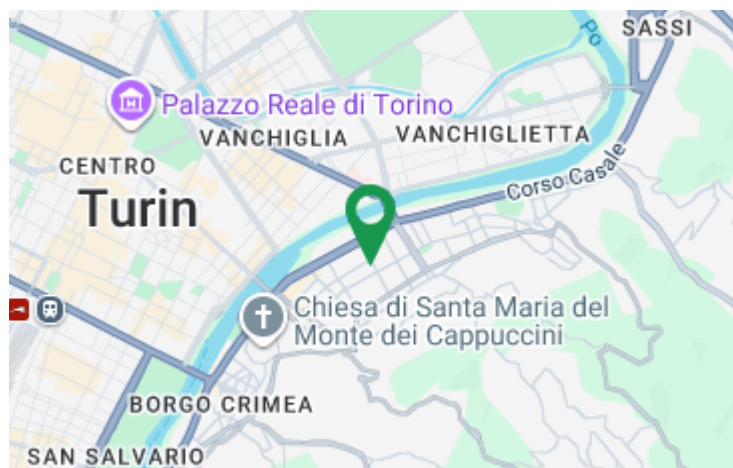 Po
SASSI
Palazzo Reale di Torino
VANCHIGLIA
VANCHIGLIETTA
CENTRO
Corso Casale
Turin
Chiesa di Santa Maria del
Monte dei Cappuccini
BORGO CRIMEA
SAN SALVARIO